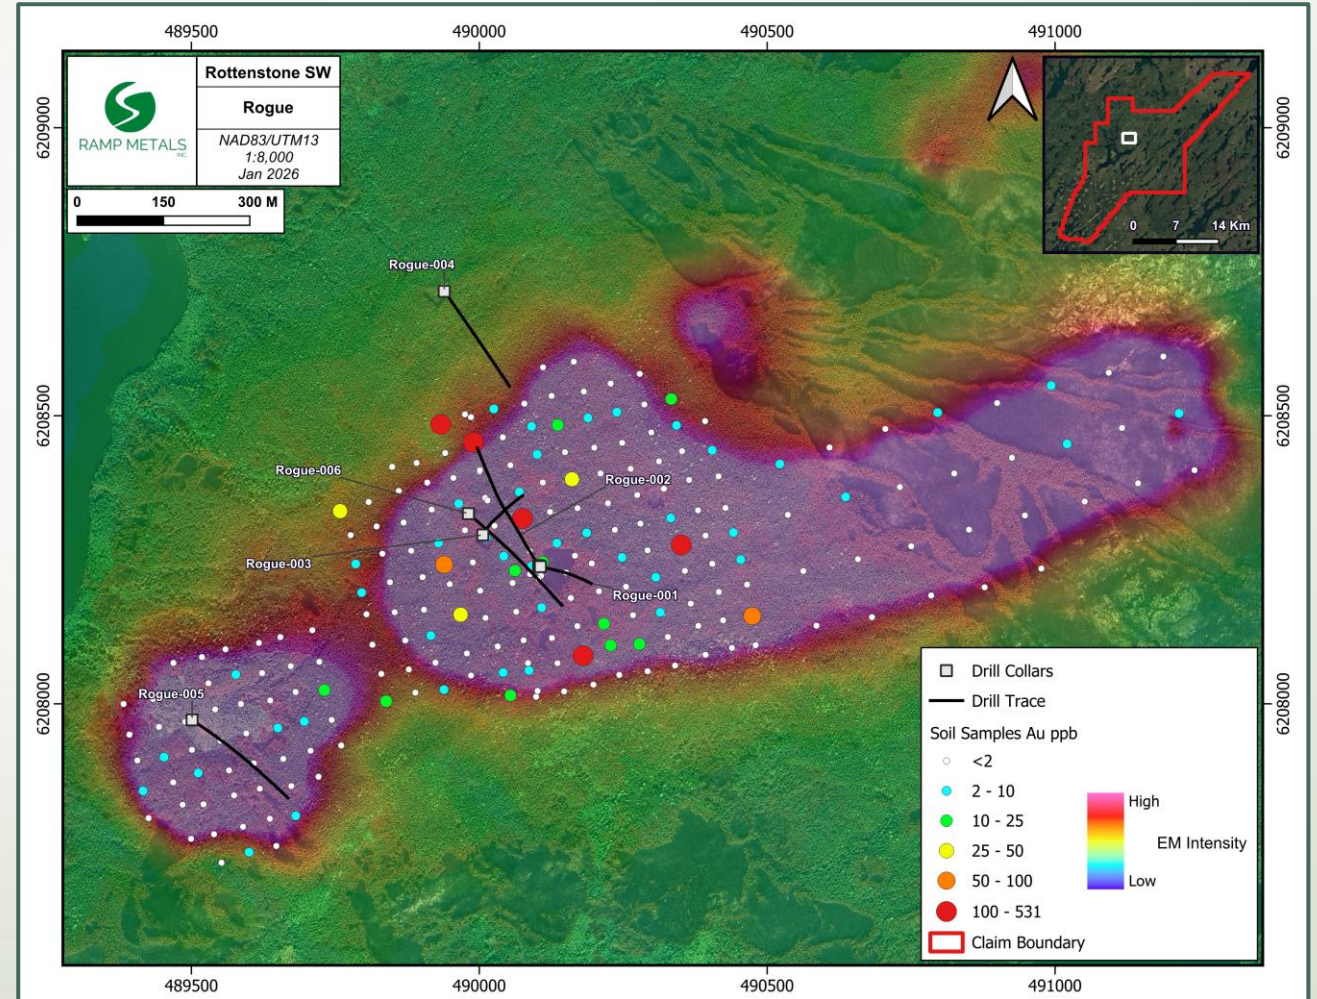 489500 490000 490500 491000
6209000
6208500
6208000
6209000
6208500
6208000
RAMP METALS
INC.
Rottenstone SW
Rogue
NAD83/UTM13
1:8,000
Jan 2026
0 150 300 M
0 7 14 Km
Rogue-004
Rogue-006
Rogue-002
Rogue-003
Rogue-001
Rogue-005
Drill Collars
Drill Trace
Soil Samples Au ppb
<2
2 - 10
10 - 25
25 - 50
50 - 100
100 - 531
Claim Boundary
High
EM Intensity
Low
489500 490000 490500 491000